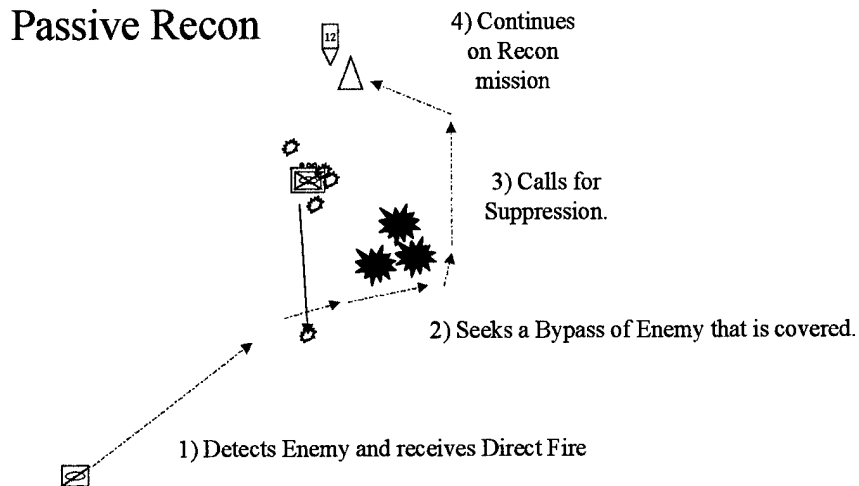 Passive Recon
12
4) Continues
on Recon
mission
3) Calls for
Suppression.
2) Seeks a Bypass of Enemy that is covered.
1) Detects Enemy and receives Direct Fire